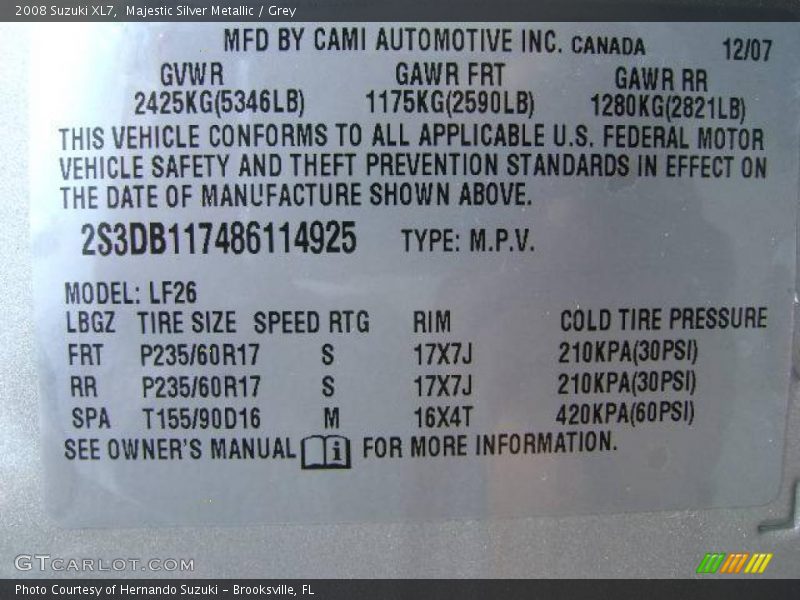 2008 Suzuki XL7, Majestic Silver Metallic / Grey
MFD BY CAMI AUTOMOTIVE INC. CANADA 12/07
GVWR GAWR FRT GAWR RR
2425KG(5346LB) 1175KG(2590LB) 1280KG(2821LB)
THIS VEHICLE CONFORMS TO ALL APPLICABLE U.S. FEDERAL MOTOR
VEHICLE SAFETY AND THEFT PREVENTION STANDARDS IN EFFECT ON
THE DATE OF MANUFACTURE SHOWN ABOVE.
2S3DB117486114925 TYPE: M.P.V.
MODEL: LF26
LBGZ TIRE SIZE SPEED RTG RIM COLD TIRE PRESSURE
FRT P235/60R17 S 17X7J 210KPA(30PSI)
RR P235/60R17 S 17X7J 210KPA(30PSI)
SPA T155/90D16 M 16X4T 420KPA(60PSI)
SEE OWNER'S MANUAL i FOR MORE INFORMATION.
GTCARLOT.COM
Photo Courtesy of Hernando Suzuki - Brooksville, FL